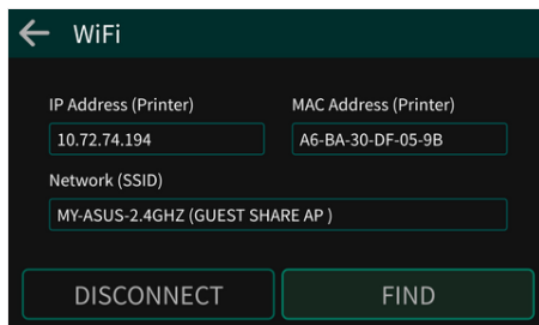 WiFi
IP Address (Printer) MAC Address (Printer)
10.72.74.194 A6-BA-30-DF-05-9B
Network (SSID)
MY-ASUS-2.4GHZ (GUEST SHARE AP )
DISCONNECT FIND